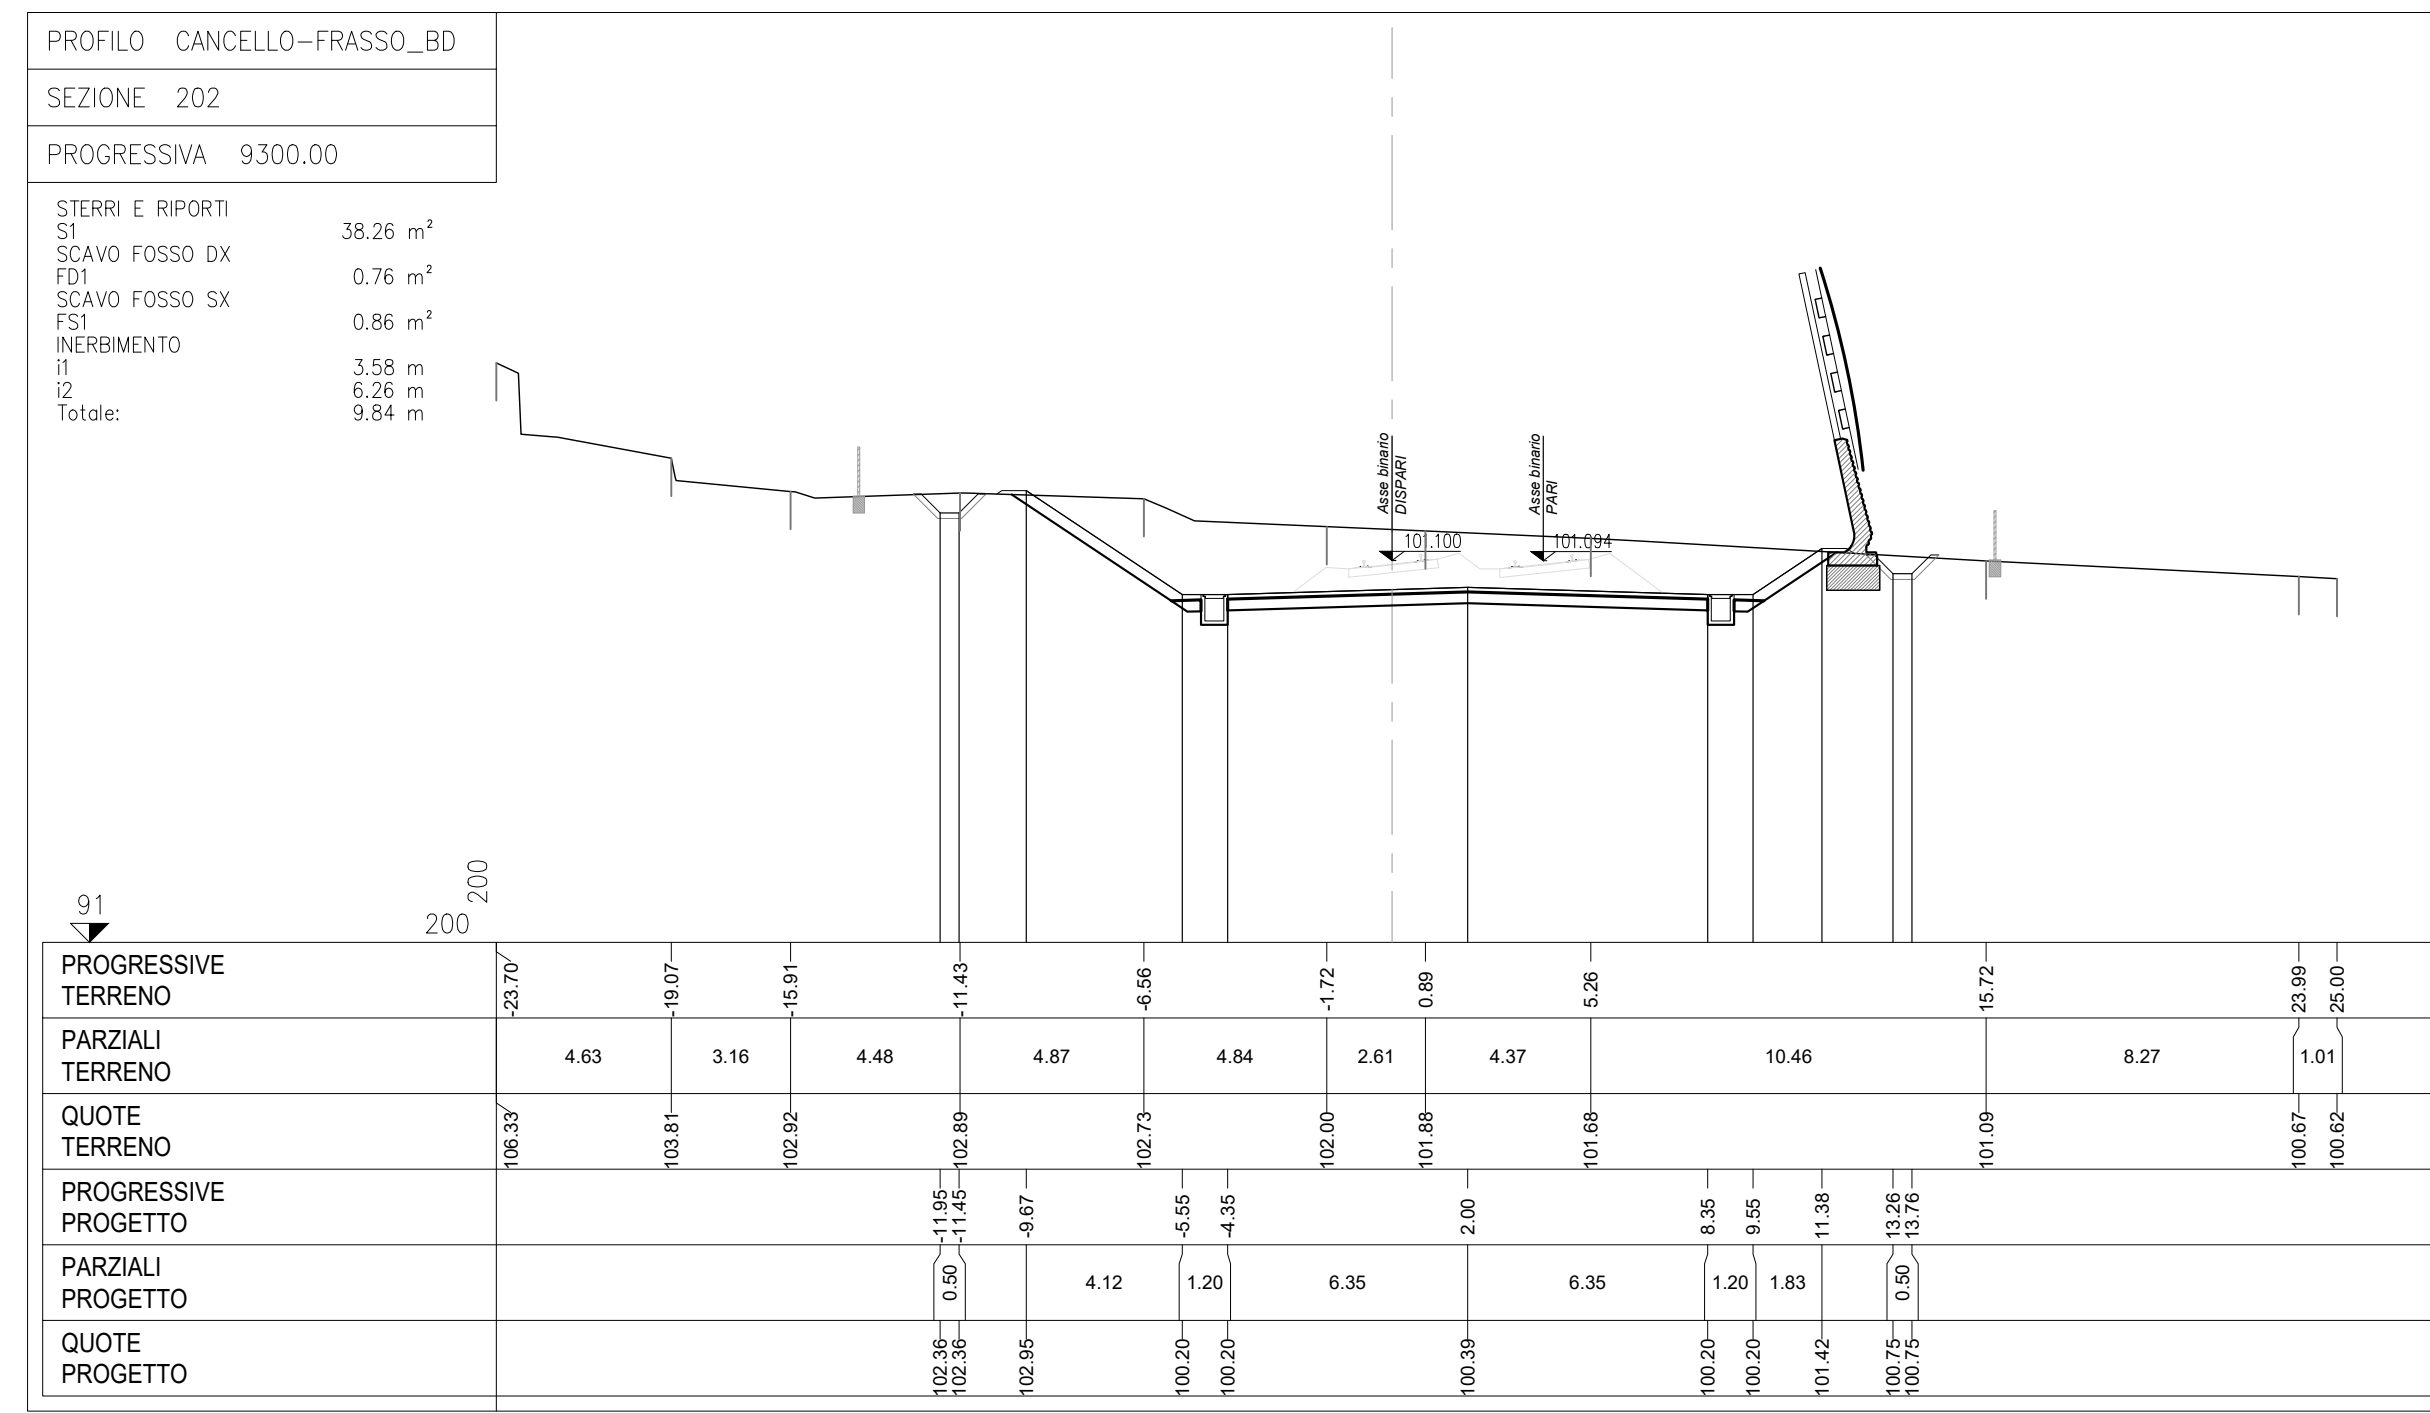 PROFILO CANCELLO-FRASSO_BD
SEZIONE 202
PROGRESSIVA 9300.00
STERRI E RIPORTI
S1 38.26 m²
SCAVO FOSSO DX
FD1 0.76 m²
SCAVO FOSSO SX
FS1 0.86 m²
INERBIMENTO
i1 3.58 m
i2 6.26 m
Totale: 9.84 m
Asse binario
DISPARI
101.100
Asse binario
PARI
101.094
91
200
200
PROGRESSIVE
TERRENO
-23.70 -19.07 -15.91 -11.43 -6.56 -1.72 0.89 5.26 15.72 23.99 25.00
PARZIALI
TERRENO
4.63 3.16 4.48 4.87 4.84 2.61 4.37 10.46 8.27 1.01
QUOTE
TERRENO
106.33 103.81 102.92 102.89 102.73 102.00 101.88 101.68 101.09 100.67 100.62
PROGRESSIVE
PROGETTO
-11.95 -11.45 -9.67 -5.55 -4.35 2.00 8.35 9.55 11.38 13.26 13.76
PARZIALI
PROGETTO
0.50 4.12 1.20 6.35 6.35 1.20 1.83 0.50
QUOTE
PROGETTO
102.36 102.36 102.95 100.20 100.20 100.39 100.20 100.20 101.42 100.75 100.75